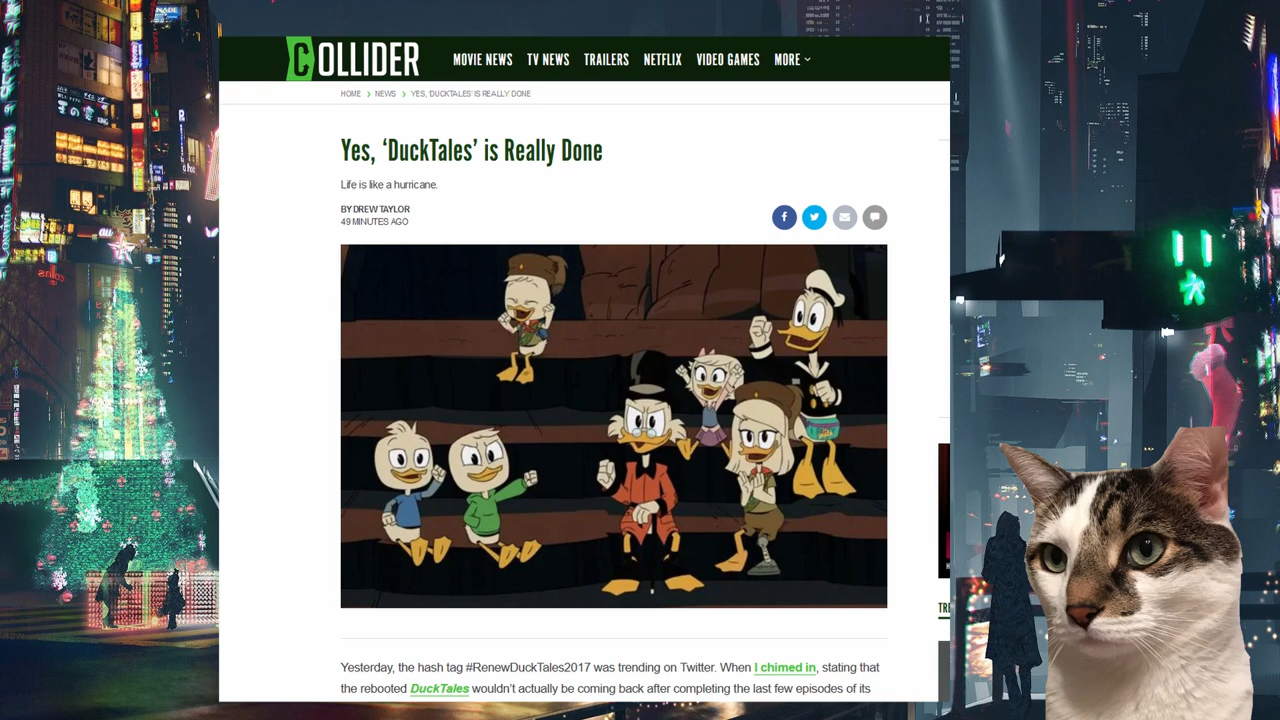 COLLIDER
MOVIE NEWS TV NEWS TRAILERS NETFLIX VIDEO GAMES MORE
HOME > NEWS > YES, 'DUCKTALES' IS REALLY DONE
Yes, ‘DuckTales’ is Really Done
Life is like a hurricane.
BY DREW TAYLOR
49 MINUTES AGO
Yesterday, the hash tag #RenewDuckTales2017 was trending on Twitter. When I chimed in, stating that
the rebooted DuckTales wouldn’t actually be coming back after completing the last few episodes of its